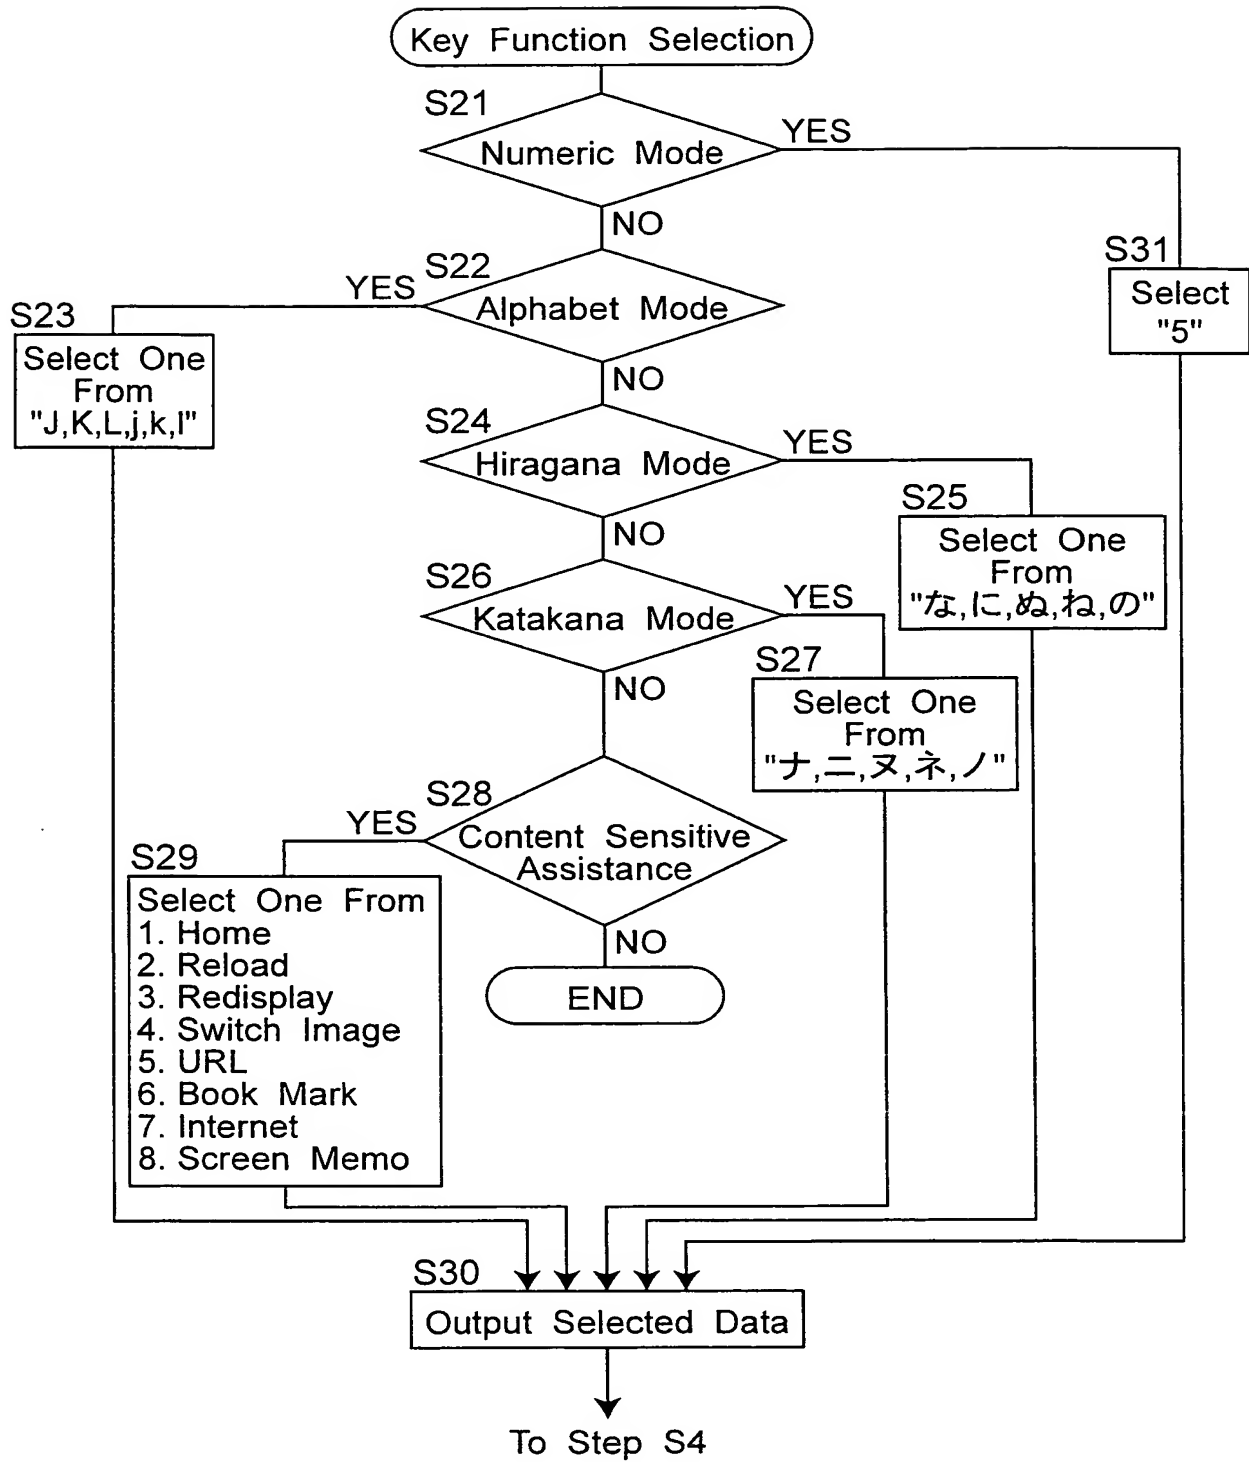 Key Function Selection
S21
Numeric Mode
YES
NO
S31
Select
"5"
S22
Alphabet Mode
YES
NO
S23
Select One
From
"J,K,L,j,k,l"
S24
Hiragana Mode
YES
NO
S25
Select One
From
"な,に,ぬ,ね,の"
S26
Katakana Mode
YES
NO
S27
Select One
From
"ナ,ニ,ヌ,ネ,ノ"
S28
Content Sensitive
Assistance
YES
NO
END
S29
Select One From
1. Home
2. Reload
3. Redisplay
4. Switch Image
5. URL
6. Book Mark
7. Internet
8. Screen Memo
S30
Output Selected Data
To Step S4